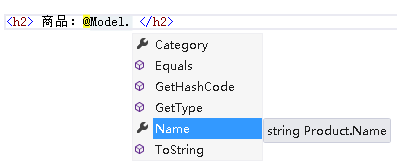 <h2> 商品：@Model. </h2>
Category
Equals
GetHashCode
GetType
Name
string Product.Name
ToString